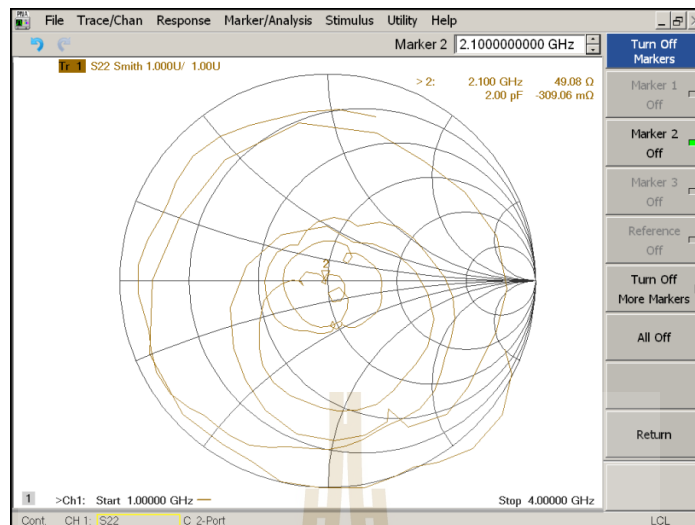 File Trace/Chan Response Marker/Analysis Stimulus Utility Help
Marker 2 2.1000000000 GHz
Tr 1 S22 Smith 1.000U/ 1.00U
> 2: 2.100 GHz 49.08 Ω
2.00 pF -309.06 mΩ
2
1 >Ch1: Start 1.00000 GHz Stop 4.00000 GHz
Cont. CH 1: S22 C 2-Port LCL
Turn Off
Markers
Marker 1
Off
Marker 2
Off
Marker 3
Off
Reference
Off
Turn Off
More Markers
All Off
Return